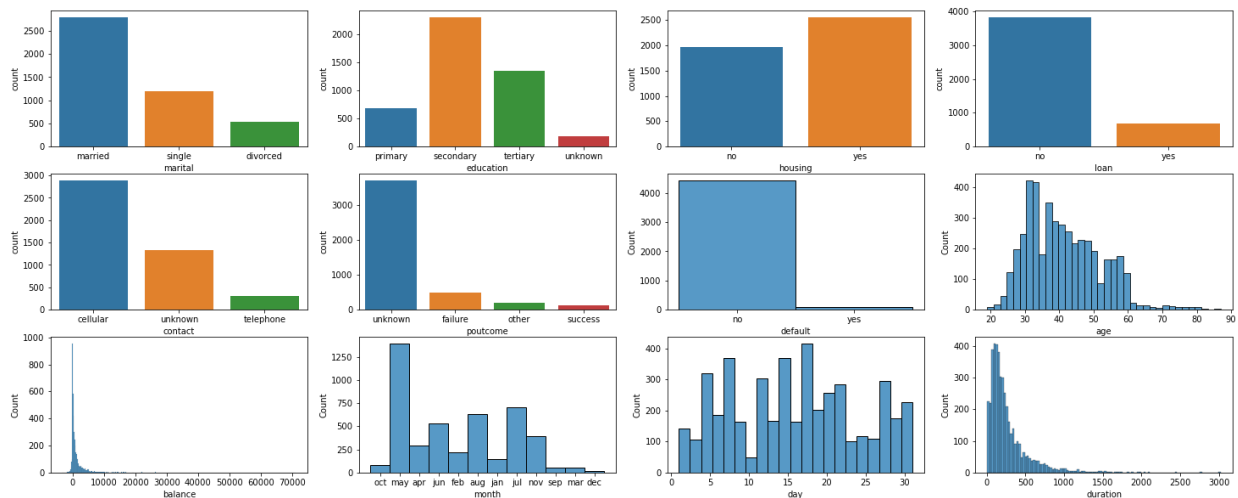 count
2500
2000
1500
1000
500
0
married single divorced
marital
count
2000
1500
1000
500
0
primary secondary tertiary unknown
education
count
2500
2000
1500
1000
500
0
no yes
housing
count
4000
3000
2000
1000
0
no yes
loan
count
3000
2500
2000
1500
1000
500
0
cellular unknown telephone
contact
count
3000
2000
1000
0
unknown failure other success
poutcome
Count
4000
3000
2000
1000
0
no yes
default
Count
400
300
200
100
0
20 30 40 50 60 70 80 90
age
Count
1000
800
600
400
200
0
0 10000 20000 30000 40000 50000 60000 70000
balance
Count
1250
1000
750
500
250
0
oct may apr jun feb aug jan jul nov sep mar dec
month
Count
400
300
200
100
0
0 5 10 15 20 25 30
day
Count
400
300
200
100
0
0 500 1000 1500 2000 2500 3000
duration